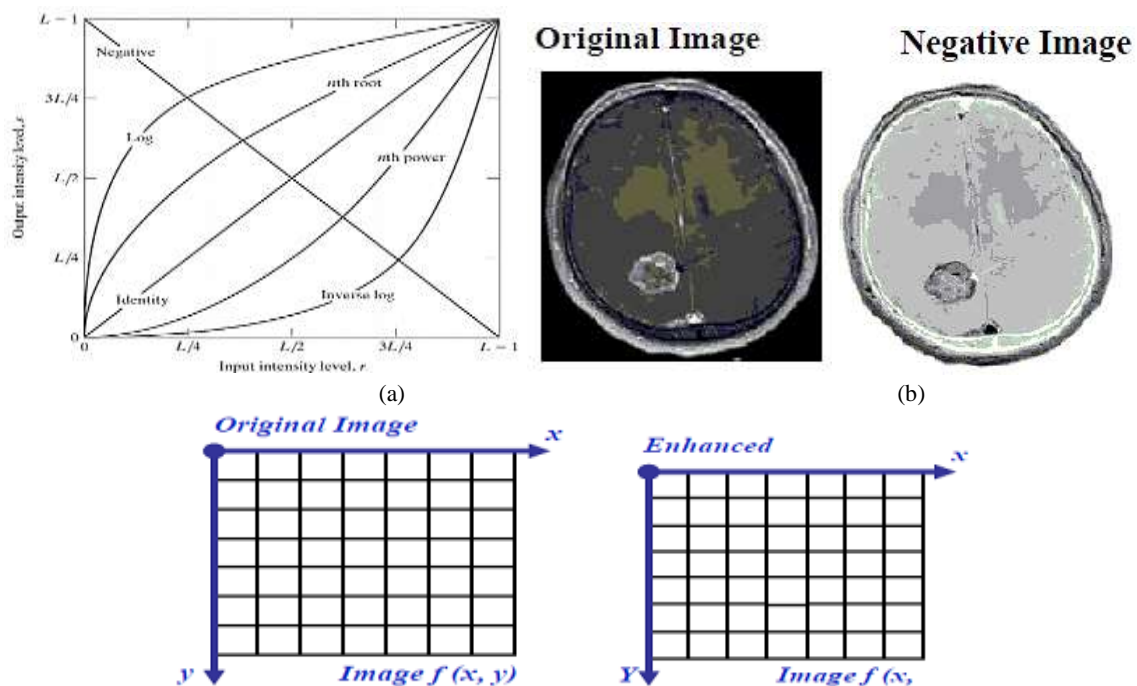 L − 1
Negative
nth root
3L/4
Log
nth power
L/2
Output intensity level, s
L/4
Identity
Inverse log
0
0
L/4
L/2
3L/4
L − 1
Input intensity level, r
Original Image
Negative Image
(a)
(b)
Original Image
x
y
Image f (x, y)
Enhanced
x
Y
Image f (x,